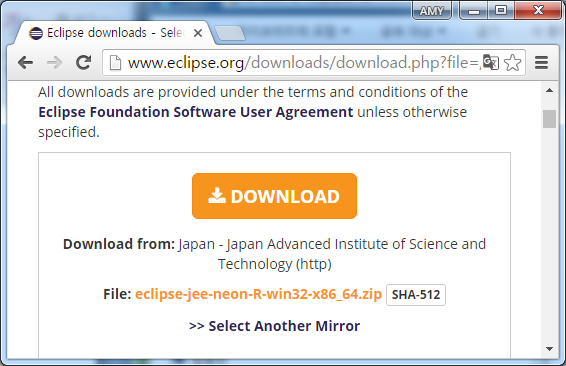 AMY
Eclipse downloads - Sele
www.eclipse.org/downloads/download.php?file=
All downloads are provided under the terms and conditions of the
Eclipse Foundation Software User Agreement unless otherwise
specified.
DOWNLOAD
Download from: Japan - Japan Advanced Institute of Science and
Technology (http)
File: eclipse-jee-neon-R-win32-x86_64.zip SHA-512
>> Select Another Mirror